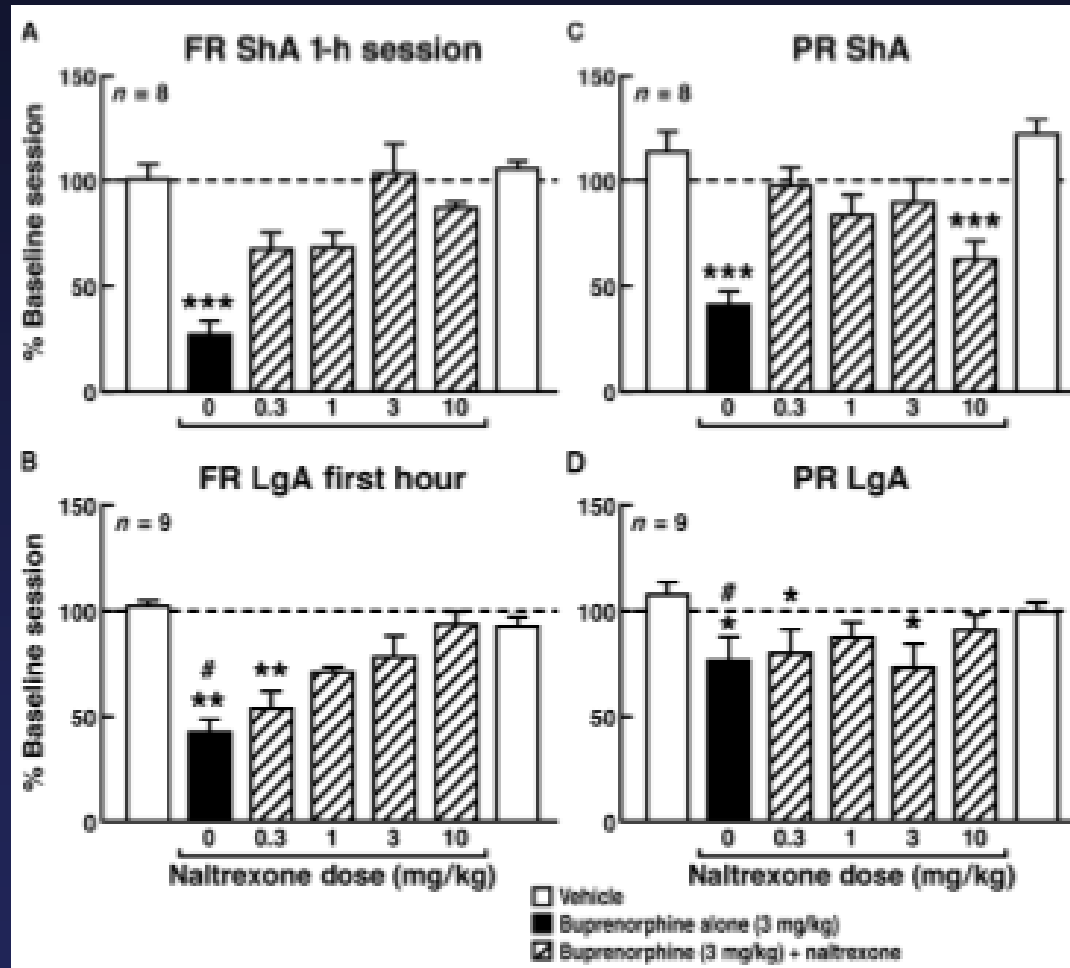 A
FR ShA 1-h session
150
n = 8
100
50
0
% Baseline session
***
0 0.3 1 3 10
C
PR ShA
150
n = 8
100
50
0
***
***
0 0.3 1 3 10
B
FR LgA first hour
150
n = 9
100
50
0
% Baseline session
#
**
**
0 0.3 1 3 10
Naltrexone dose (mg/kg)
D
PR LgA
150
n = 9
100
50
0
#
*
*
*
0 0.3 1 3 10
Naltrexone dose (mg/kg)
Vehicle
Buprenorphine alone (3 mg/kg)
Buprenorphine (3 mg/kg) + naltrexone